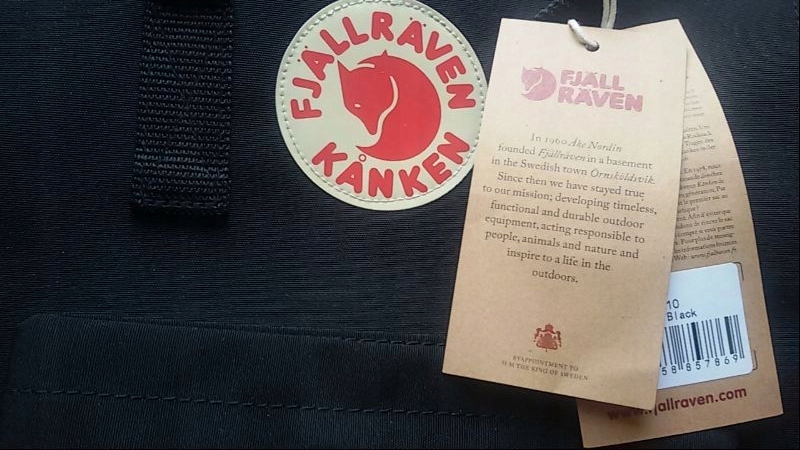 FJÄLLRÄVEN
KÅNKEN
FJÄLL
RÄVEN
In 1960 Åke Nordin
founded Fjällräven in a basement
in the Swedish town Örnsköldsvik.
Since then we have stayed true
to our mission; developing timeless,
functional and durable outdoor
equipment, acting responsible to
people, animals and nature and
inspire to a life in the
outdoors.
BY APPOINTMENT TO
H M THE KING OF SWEDEN
10
Black
58 857869
www.fjallraven.com